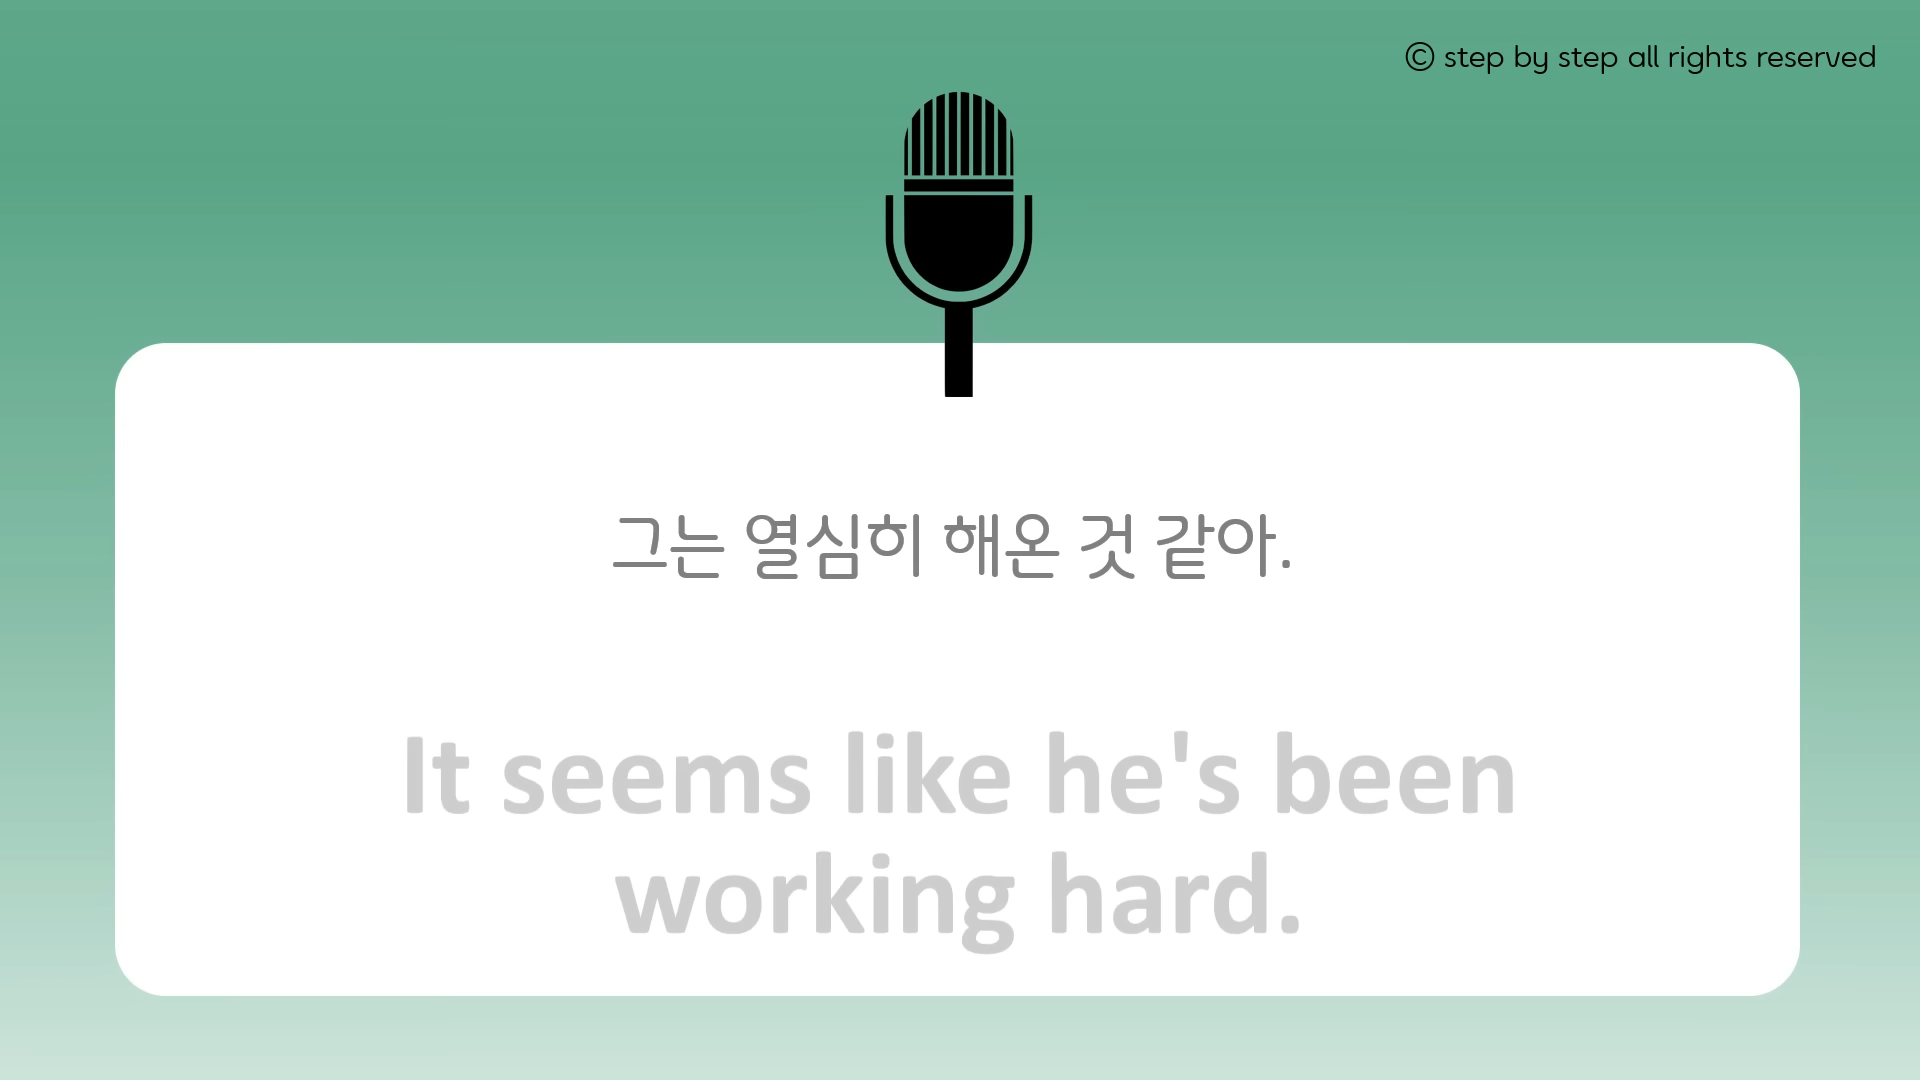 © step by step all rights reserved
그는 열심히 해온 것 같아.
It seems like he's been
working hard.